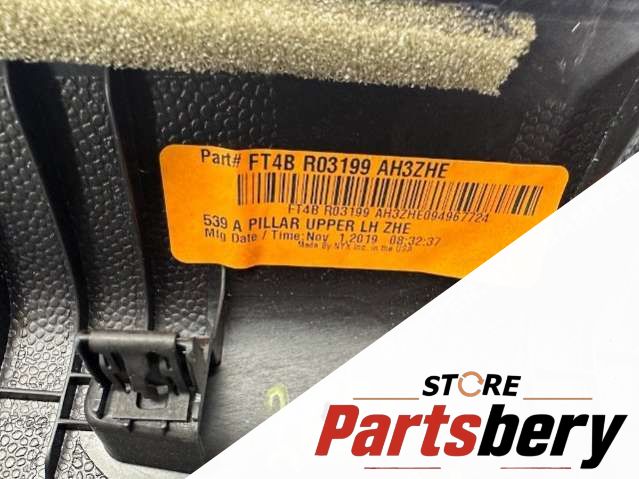 Part# FT4B R03199 AH3ZHE
FT4B R03199 AH3ZHE094967724
539 A PILLAR UPPER LH ZHE
Mfg Date / Time: Nov 1,2019 08:32:37
Made By NYX Inc. in the USA
STORE
Partsbery